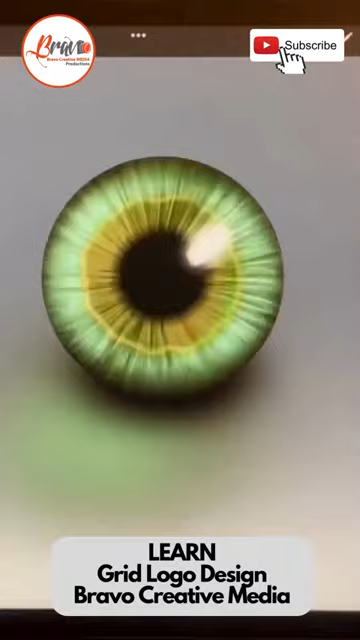 Bravo
Bravo Creative MEDIA
Productions
Subscribe
LEARN
Grid Logo Design
Bravo Creative Media